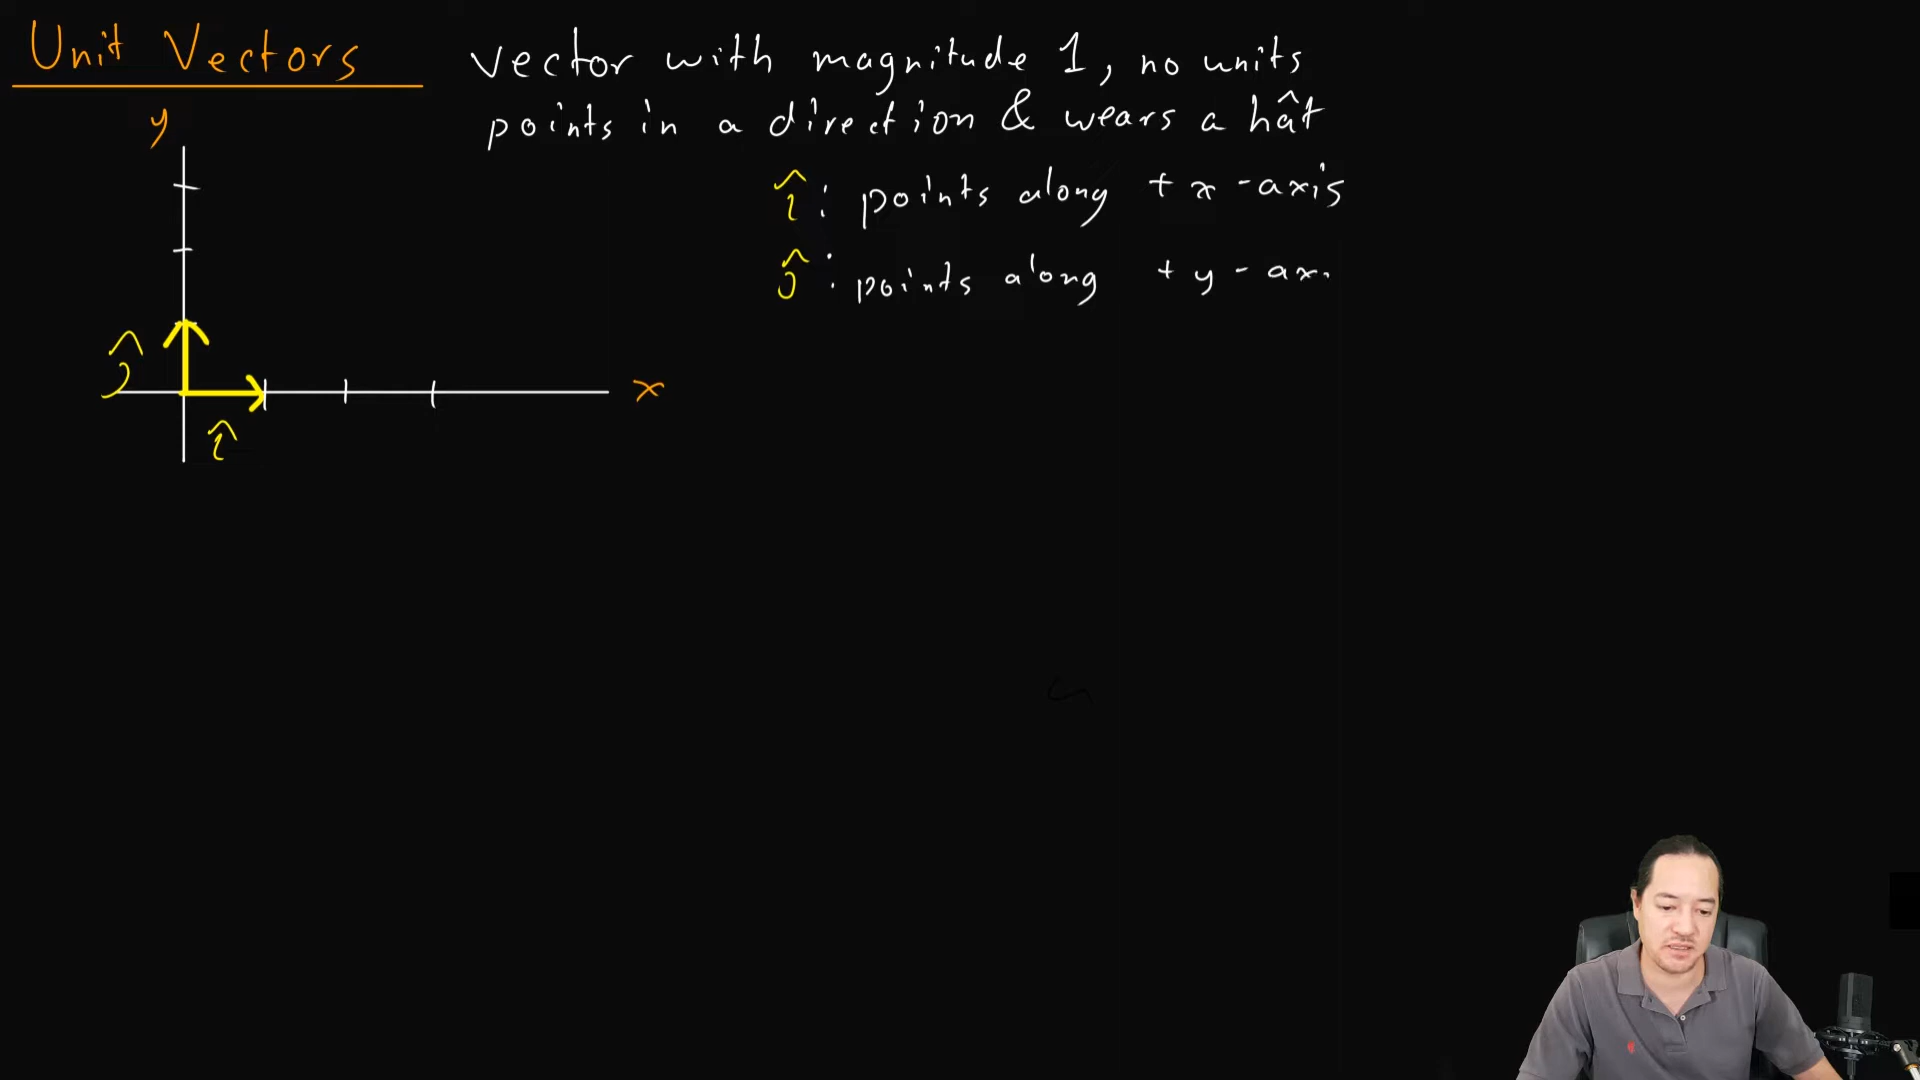 Unit Vectors
vector with magnitude 1, no units
points in a direction & wears a hât
î: points along + x-axis
ĵ: points along + y-ax
y
ĵ
x
î